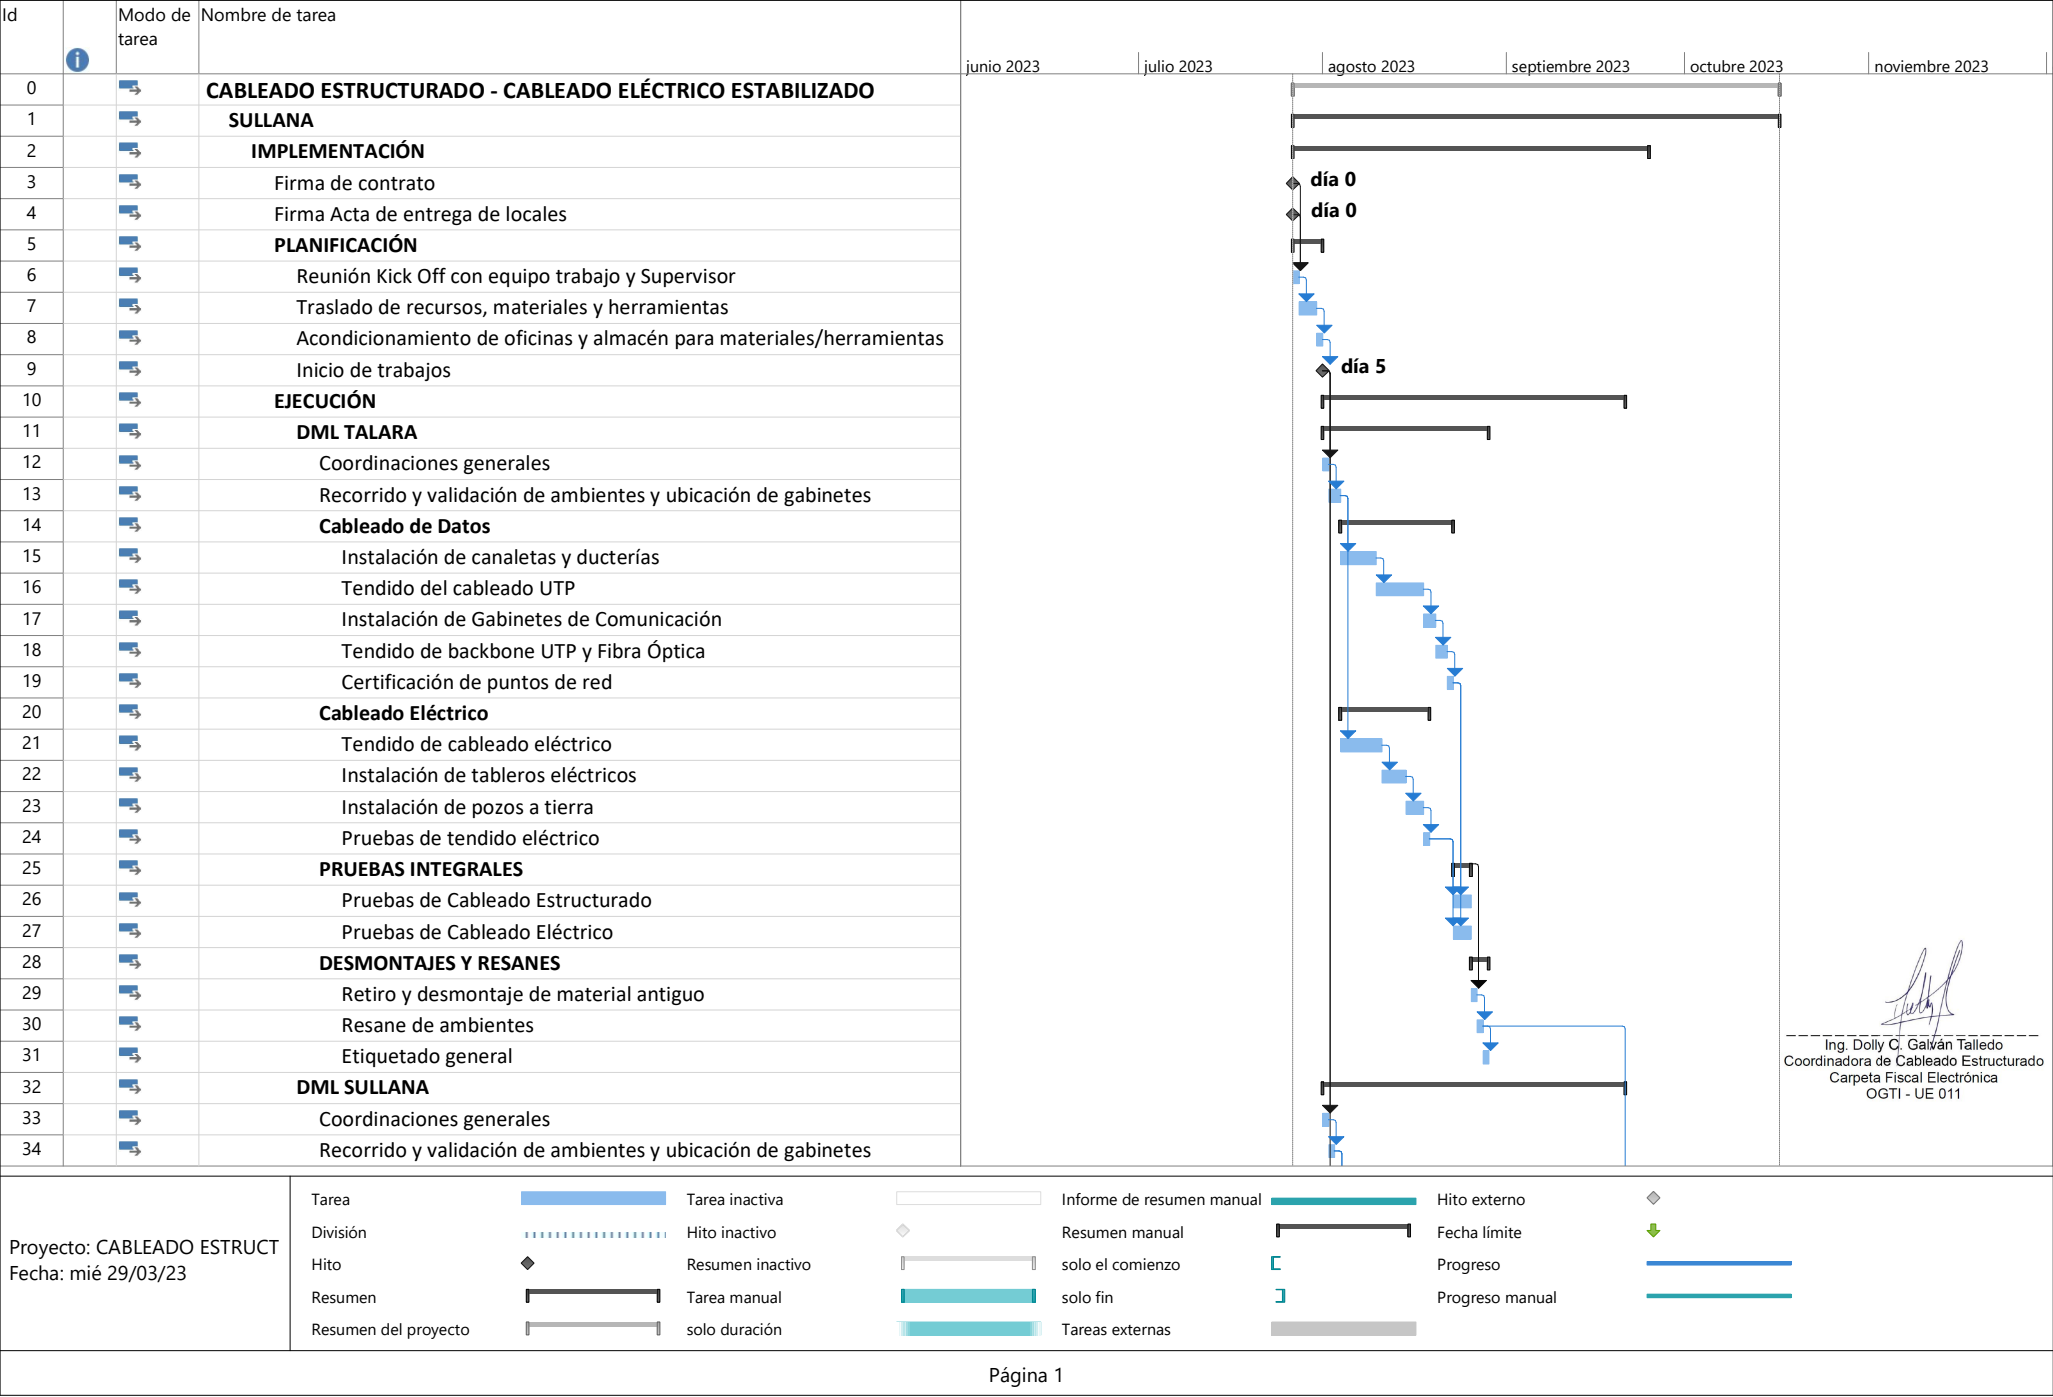 Id
Modo de tarea
Nombre de tarea
junio 2023
julio 2023
agosto 2023
septiembre 2023
octubre 2023
noviembre 2023
0 CABLEADO ESTRUCTURADO - CABLEADO ELÉCTRICO ESTABILIZADO
1 SULLANA
2 IMPLEMENTACIÓN
3 Firma de contrato día 0
4 Firma Acta de entrega de locales día 0
5 PLANIFICACIÓN
6 Reunión Kick Off con equipo trabajo y Supervisor
7 Traslado de recursos, materiales y herramientas
8 Acondicionamiento de oficinas y almacén para materiales/herramientas
9 Inicio de trabajos día 5
10 EJECUCIÓN
11 DML TALARA
12 Coordinaciones generales
13 Recorrido y validación de ambientes y ubicación de gabinetes
14 Cableado de Datos
15 Instalación de canaletas y ducterías
16 Tendido del cableado UTP
17 Instalación de Gabinetes de Comunicación
18 Tendido de backbone UTP y Fibra Óptica
19 Certificación de puntos de red
20 Cableado Eléctrico
21 Tendido de cableado eléctrico
22 Instalación de tableros eléctricos
23 Instalación de pozos a tierra
24 Pruebas de tendido eléctrico
25 PRUEBAS INTEGRALES
26 Pruebas de Cableado Estructurado
27 Pruebas de Cableado Eléctrico
28 DESMONTAJES Y RESANES
29 Retiro y desmontaje de material antiguo
30 Resane de ambientes
31 Etiquetado general
32 DML SULLANA
33 Coordinaciones generales
34 Recorrido y validación de ambientes y ubicación de gabinetes
Ing. Dolly C. Galván Talledo
Coordinadora de Cableado Estructurado
Carpeta Fiscal Electrónica
OGTI - UE 011
Proyecto: CABLEADO ESTRUCT
Fecha: mié 29/03/23
Tarea
División
Hito
Resumen
Resumen del proyecto
Tarea inactiva
Hito inactivo
Resumen inactivo
Tarea manual
solo duración
Informe de resumen manual
Resumen manual
solo el comienzo
solo fin
Tareas externas
Hito externo
Fecha límite
Progreso
Progreso manual
Página 1